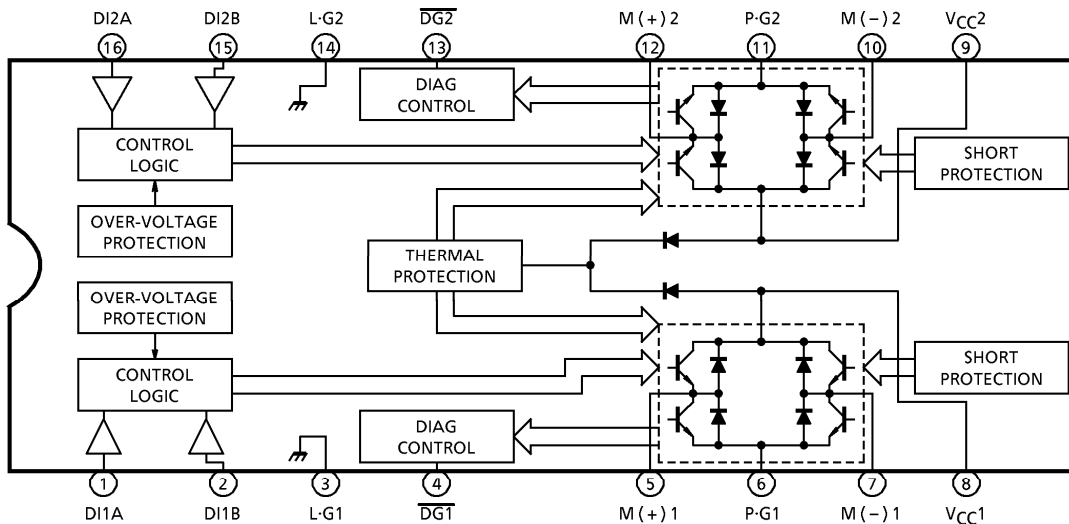 DI2A DI2B L·G2 DG2 M (+) 2 P·G2 M (−) 2 VCC2
16 15 14 13 12 11 10 9
DIAG
CONTROL
CONTROL
LOGIC
SHORT
PROTECTION
OVER-VOLTAGE
PROTECTION
THERMAL
PROTECTION
OVER-VOLTAGE
PROTECTION
CONTROL
LOGIC
SHORT
PROTECTION
DIAG
CONTROL
1 2 3 4 5 6 7 8
DI1A DI1B L·G1 DG1 M (+) 1 P·G1 M (−) 1 VCC1